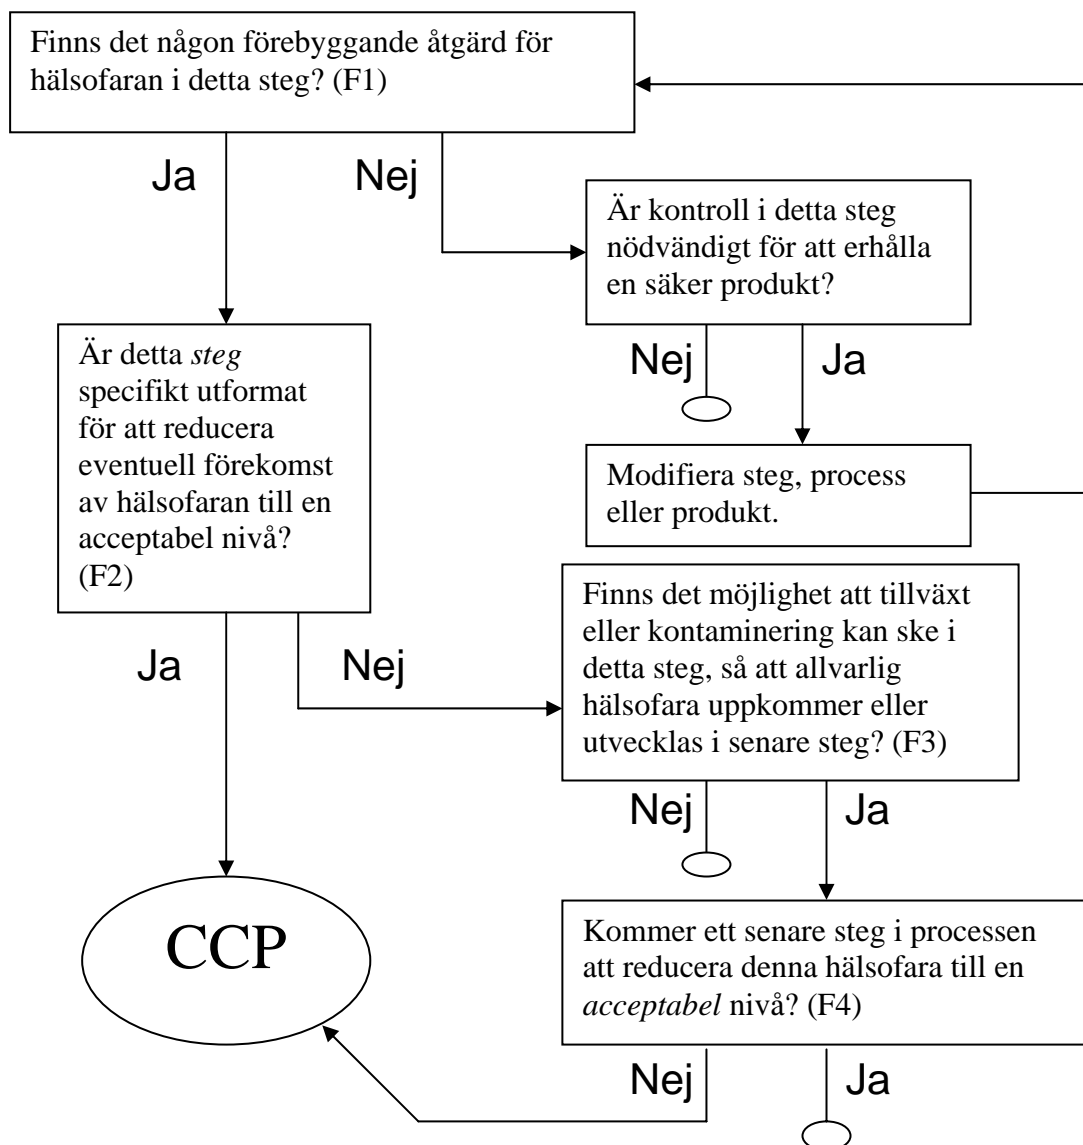 Finns det någon förebyggande åtgärd för
hälsofaran i detta steg? (F1)
Ja
Nej
Är kontroll i detta steg
nödvändigt för att erhålla
en säker produkt?
Nej
Ja
Modifiera steg, process
eller produkt.
Är detta steg
specifikt utformat
för att reducera
eventuell förekomst
av hälsofaran till en
acceptabel nivå?
(F2)
Ja
Nej
Finns det möjlighet att tillväxt
eller kontaminering kan ske i
detta steg, så att allvarlig
hälsofara uppkommer eller
utvecklas i senare steg? (F3)
Nej
Ja
CCP
Kommer ett senare steg i processen
att reducera denna hälsofara till en
acceptabel nivå? (F4)
Nej
Ja